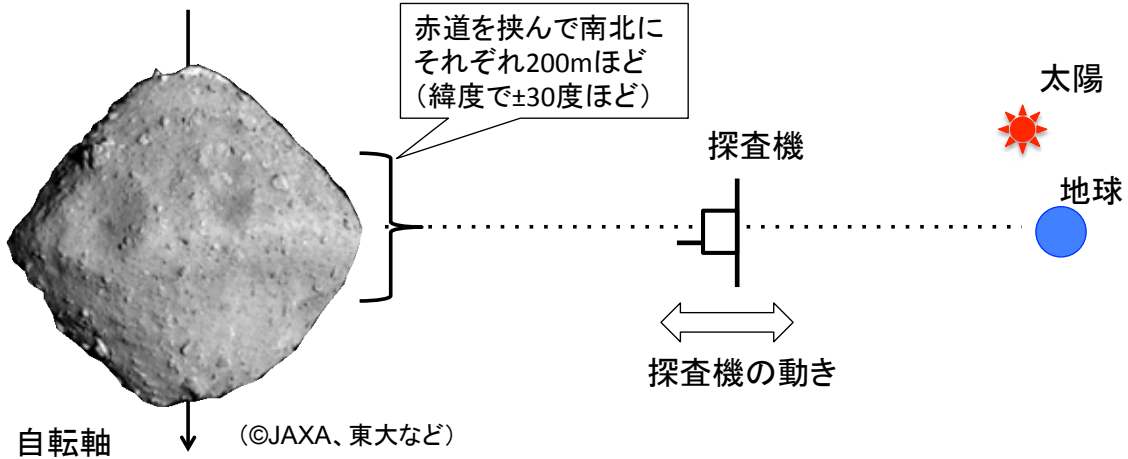 赤道を挟んで南北に
それぞれ200mほど
（緯度で±30度ほど）
太陽
探査機
地球
探査機の動き
自転軸
（©JAXA、東大など）